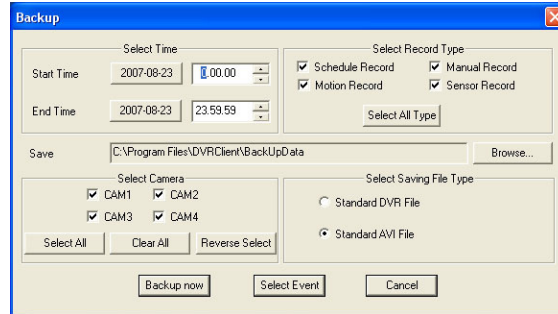 Backup
Select Time
Select Record Type
Start Time 2007-08-23 0.00.00
Schedule Record Manual Record
Motion Record Sensor Record
End Time 2007-08-23 23.59.59
Select All Type
Save C:\Program Files\DVRClient\BackUpData Browse...
Select Camera
Select Saving File Type
CAM1 CAM2
Standard DVR File
CAM3 CAM4
Standard AVI File
Select All Clear All Reverse Select
Backup now Select Event Cancel